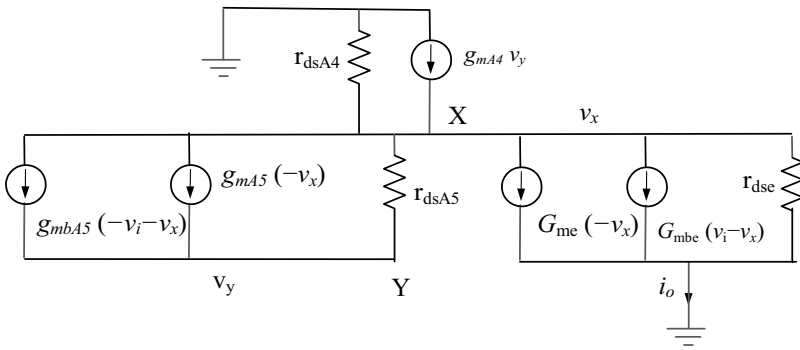 r_dsA4
g_mA4 v_y
X
v_x
g_mbA5 (−v_i−v_x)
g_mA5 (−v_x)
r_dsA5
G_me (−v_x)
G_mbe (v_i−v_x)
r_dse
v_y
Y
i_o